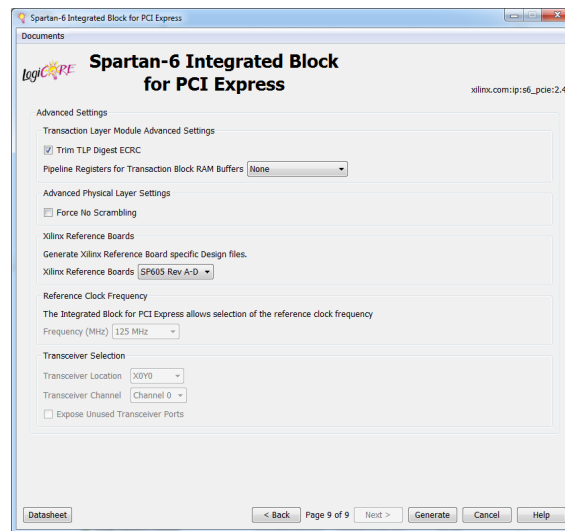 Spartan-6 Integrated Block for PCI Express
Documents
LogiCORE
Spartan-6 Integrated Block
for PCI Express
xilinx.com:ip:s6_pcie:2.4
Advanced Settings
Transaction Layer Module Advanced Settings
Trim TLP Digest ECRC
Pipeline Registers for Transaction Block RAM Buffers None
Advanced Physical Layer Settings
Force No Scrambling
Xilinx Reference Boards
Generate Xilinx Reference Board specific Design files.
Xilinx Reference Boards SP605 Rev A-D
Reference Clock Frequency
The Integrated Block for PCI Express allows selection of the reference clock frequency
Frequency (MHz) 125 MHz
Transceiver Selection
Transceiver Location X0Y0
Transceiver Channel Channel 0
Expose Unused Transceiver Ports
Datasheet < Back Page 9 of 9 Next > Generate Cancel Help